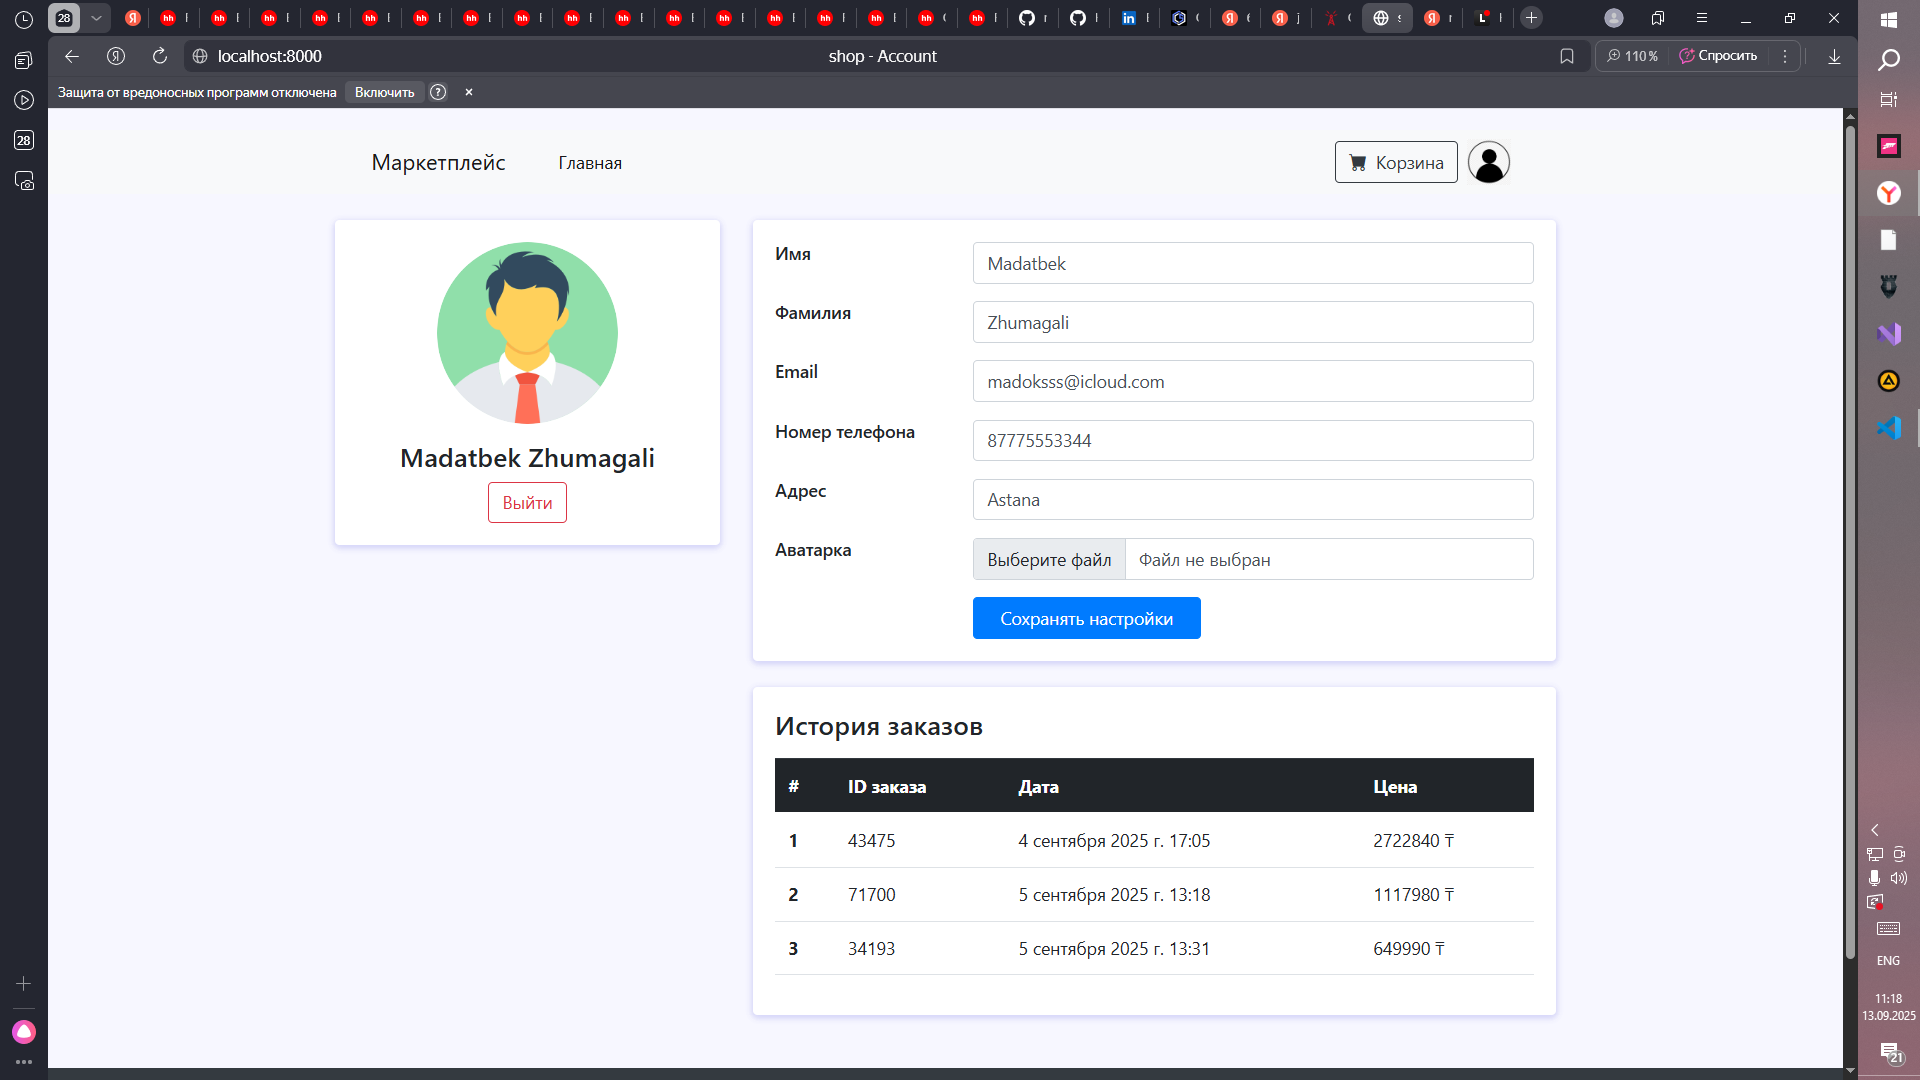 28
localhost:8000
shop - Account
110 %
Спросить
Защита от вредоносных программ отключена
Включить
28
Маркетплейс
Главная
Корзина
Madatbek Zhumagali
Выйти
Имя
Madatbek
Фамилия
Zhumagali
Email
madoksss@icloud.com
Номер телефона
87775553344
Адрес
Astana
Аватарка
Выберите файл
Файл не выбран
Сохранять настройки
История заказов
# ID заказа Дата Цена
1 43475 4 сентября 2025 г. 17:05 2722840 ₸
2 71700 5 сентября 2025 г. 13:18 1117980 ₸
3 34193 5 сентября 2025 г. 13:31 649990 ₸
ENG
11:18
13.09.2025
21